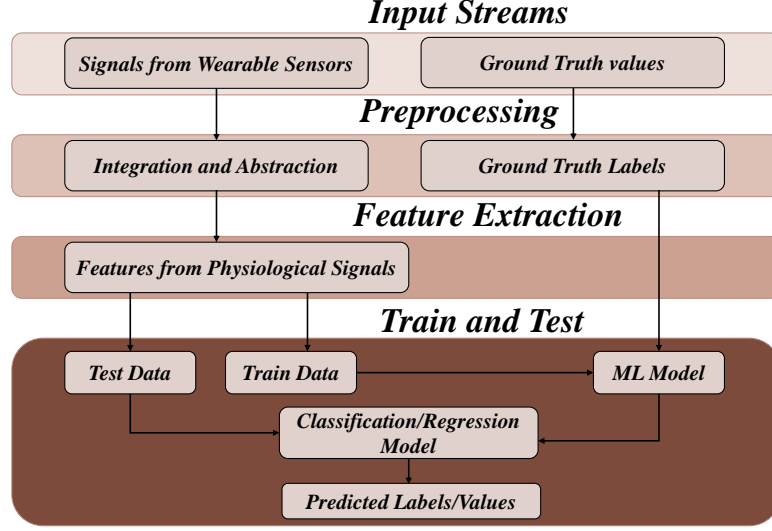 Input Streams
Signals from Wearable Sensors
Ground Truth values
Preprocessing
Integration and Abstraction
Ground Truth Labels
Feature Extraction
Features from Physiological Signals
Train and Test
Test Data
Train Data
ML Model
Classification/Regression
Model
Predicted Labels/Values